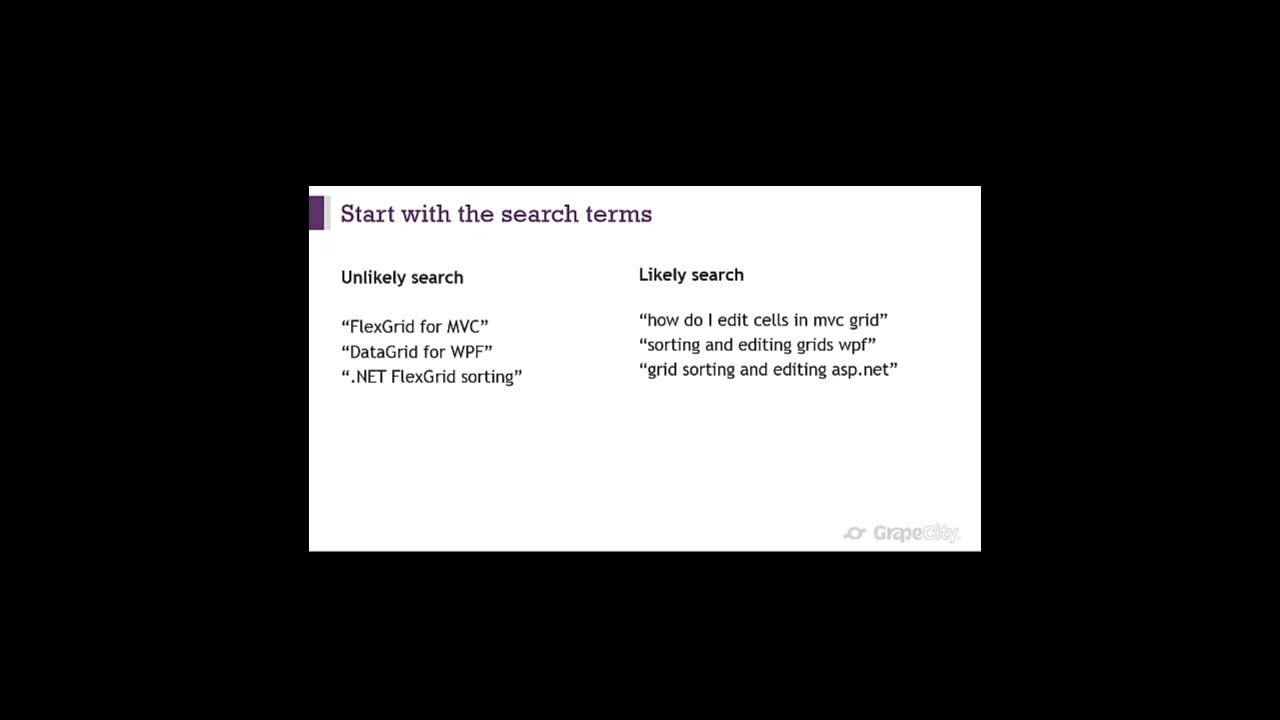 Start with the search terms
Unlikely search
“FlexGrid for MVC”
“DataGrid for WPF”
“.NET FlexGrid sorting”
Likely search
“how do I edit cells in mvc grid”
“sorting and editing grids wpf”
“grid sorting and editing asp.net”
GrapeCity